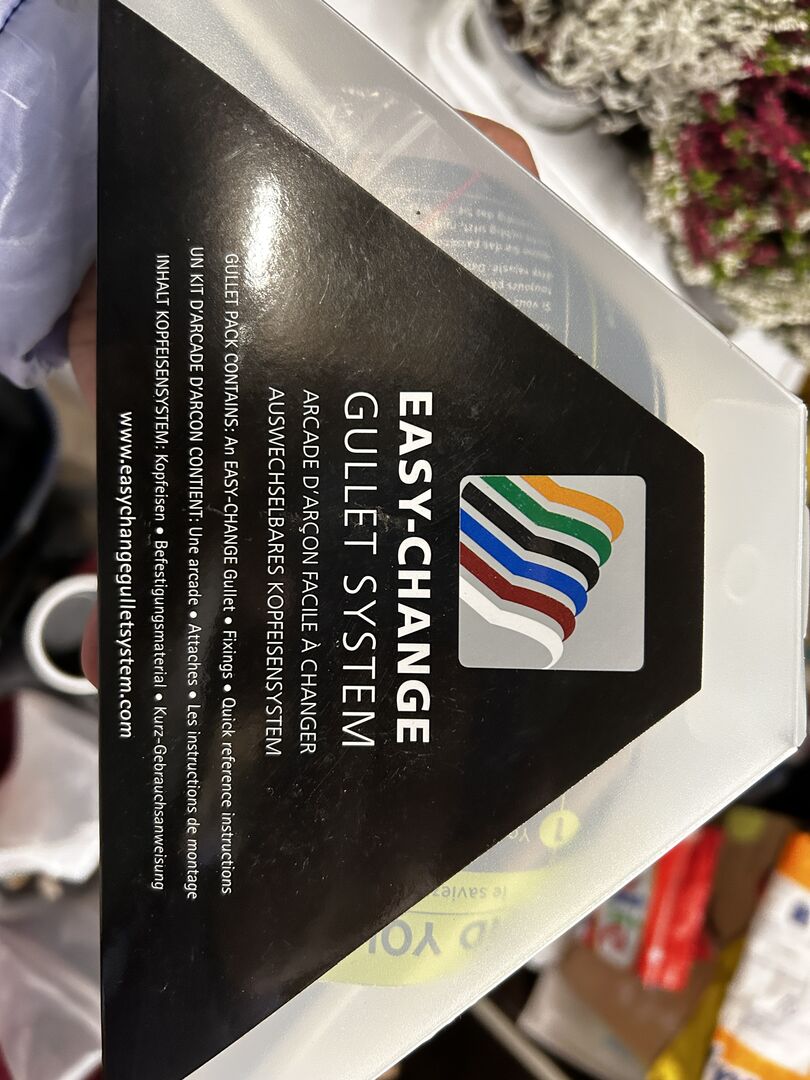 EASY-CHANGE
GULLET SYSTEM
ARCADE D'ARÇON FACILE À CHANGER
AUSWECHSELBARES KOPFEISENSYSTEM
GULLET PACK CONTAINS: An EASY-CHANGE Gullet • Fixings • Quick reference instructions
UN KIT D'ARCADE D'ARCON CONTIENT: Une arcade • Attaches • Les instructions de montage
INHALT KOPFEISENSYSTEM: Kopfeisen • Befestigungsmaterial • Kurz-Gebrauchsanweisung
www.easychangegulletsystem.com